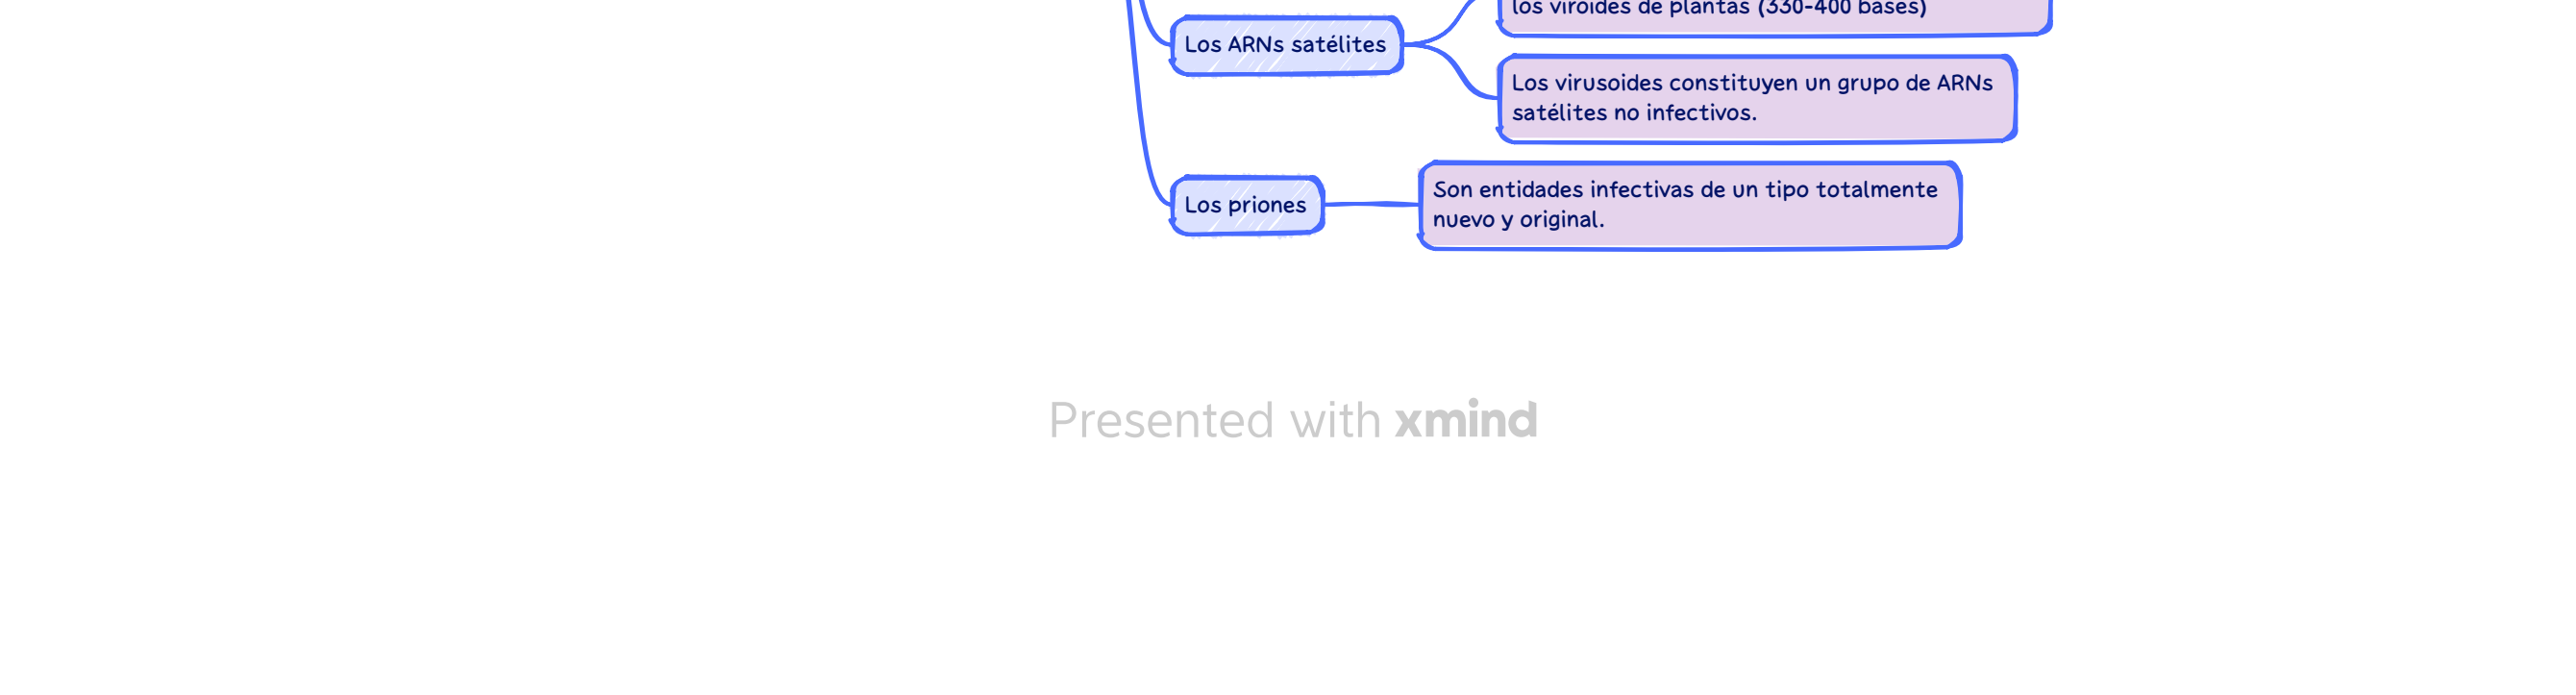 los viroides de plantas (330-400 bases)
Los ARNs satélites
Los virusoides constituyen un grupo de ARNs
satélites no infectivos.
Los priones
Son entidades infectivas de un tipo totalmente
nuevo y original.
Presented with xmind